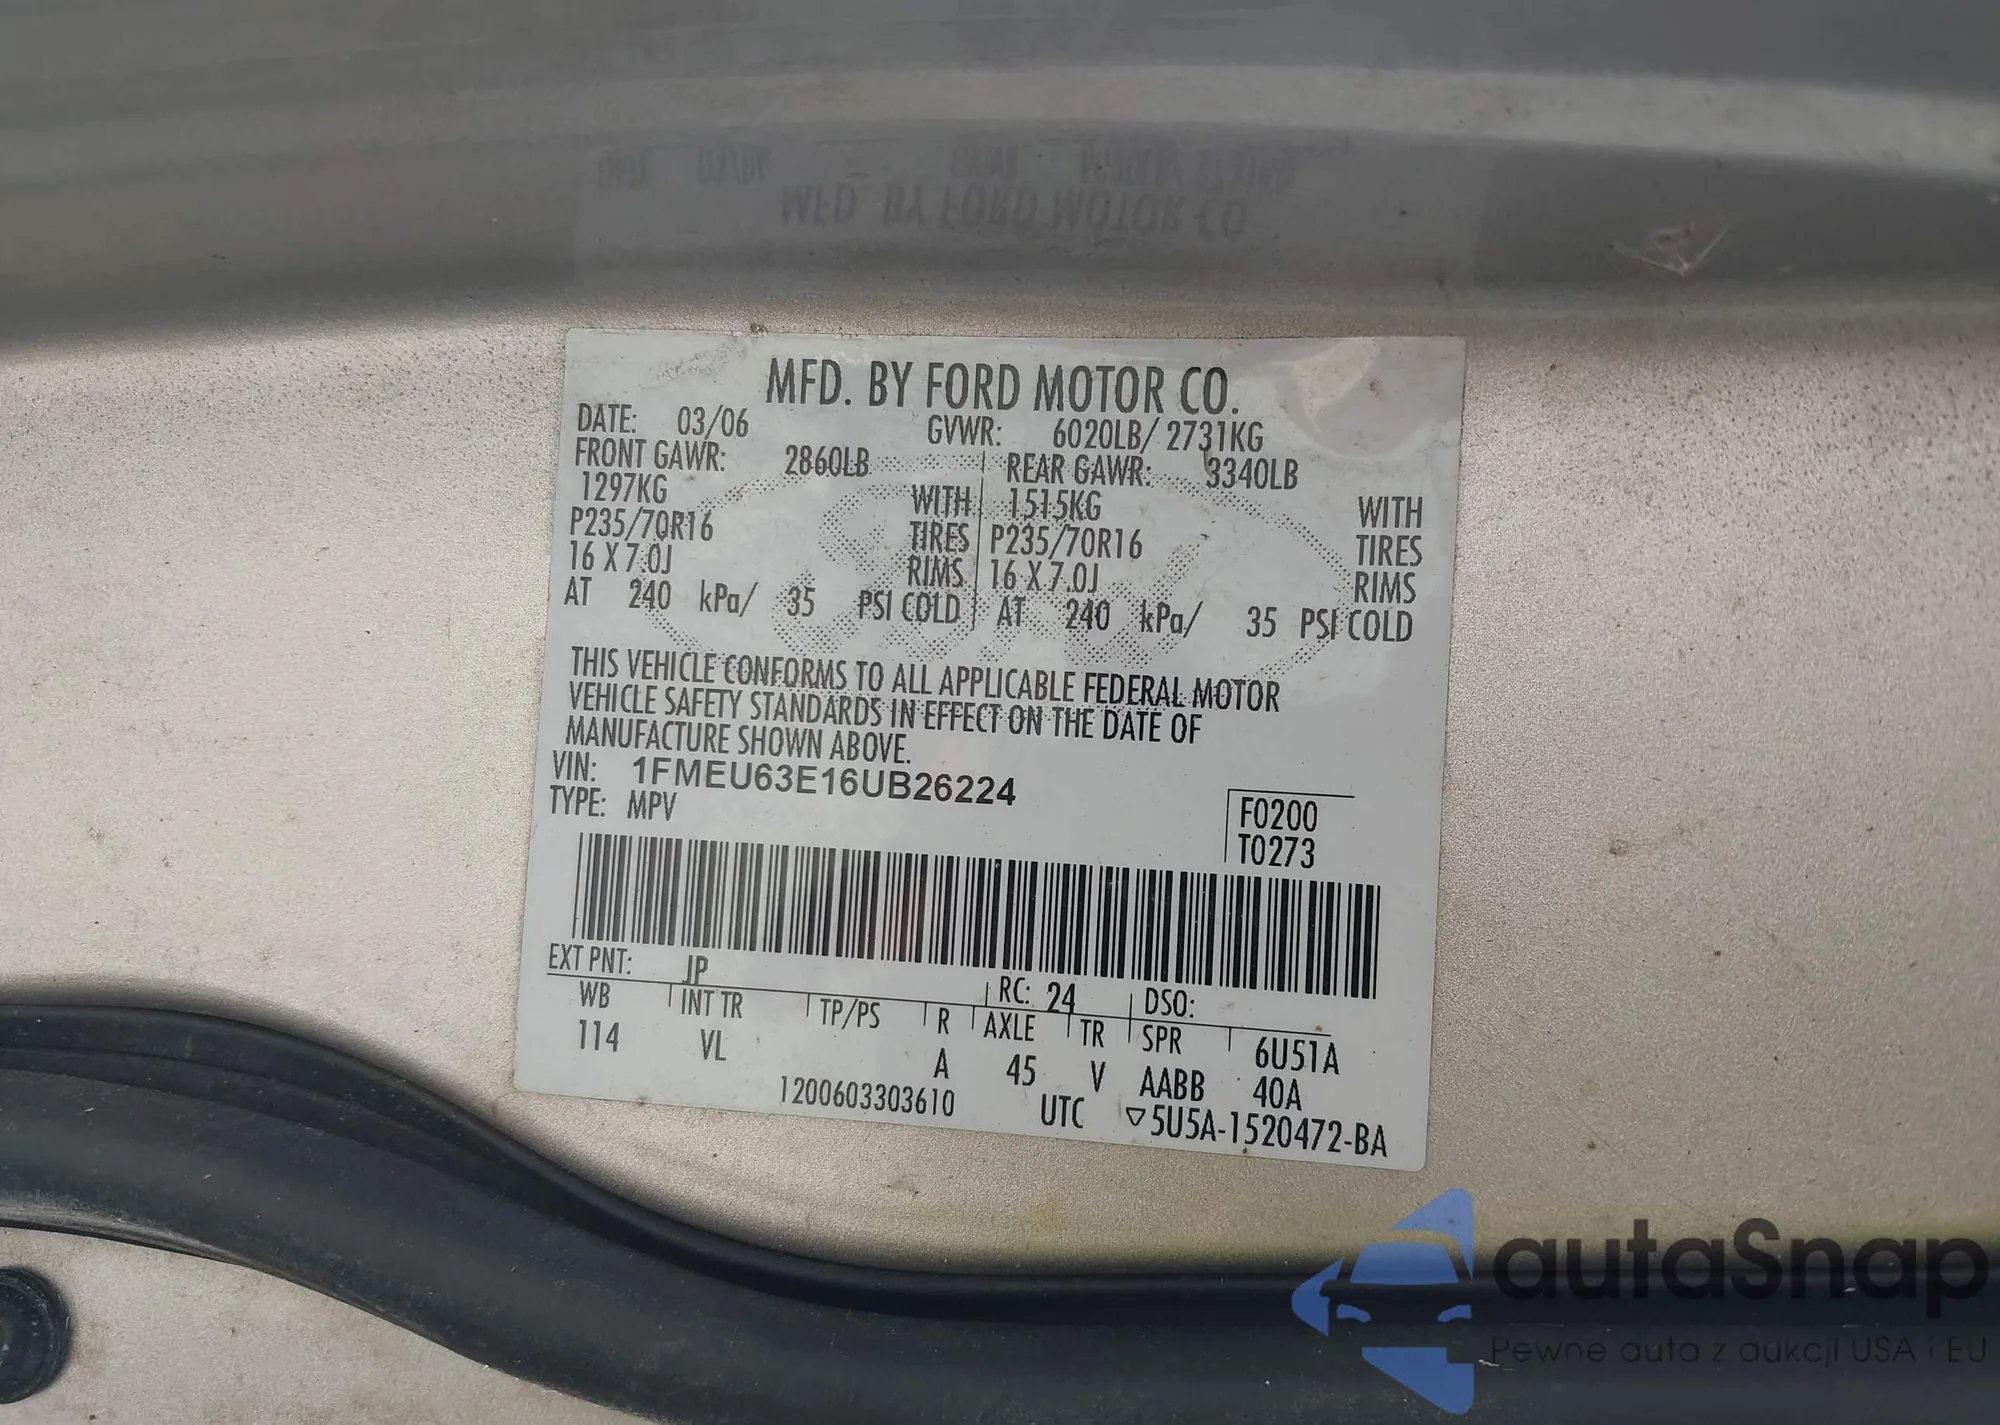 MFD. BY FORD MOTOR CO.
DATE: 03/06 GVWR: 6020LB/ 2731KG
FRONT GAWR: 2860LB REAR GAWR: 3340LB
1297KG WITH 1515KG WITH
P235/70R16 TIRES P235/70R16 TIRES
16 X 7.0J RIMS 16 X 7.0J RIMS
AT 240 kPa/ 35 PSI COLD AT 240 kPa/ 35 PSI COLD
THIS VEHICLE CONFORMS TO ALL APPLICABLE FEDERAL MOTOR
VEHICLE SAFETY STANDARDS IN EFFECT ON THE DATE OF
MANUFACTURE SHOWN ABOVE.
VIN: 1FMEU63E16UB26224
TYPE: MPV
F0200
T0273
EXT PNT: JP RC: 24 DSO:
WB INT TR TP/PS R AXLE TR SPR 6U51A
114 VL A 45 V AABB 40A
1200603303610 UTC ▽5U5A-1520472-BA
autaSnap
Pewne auta z aukcji USA i EU